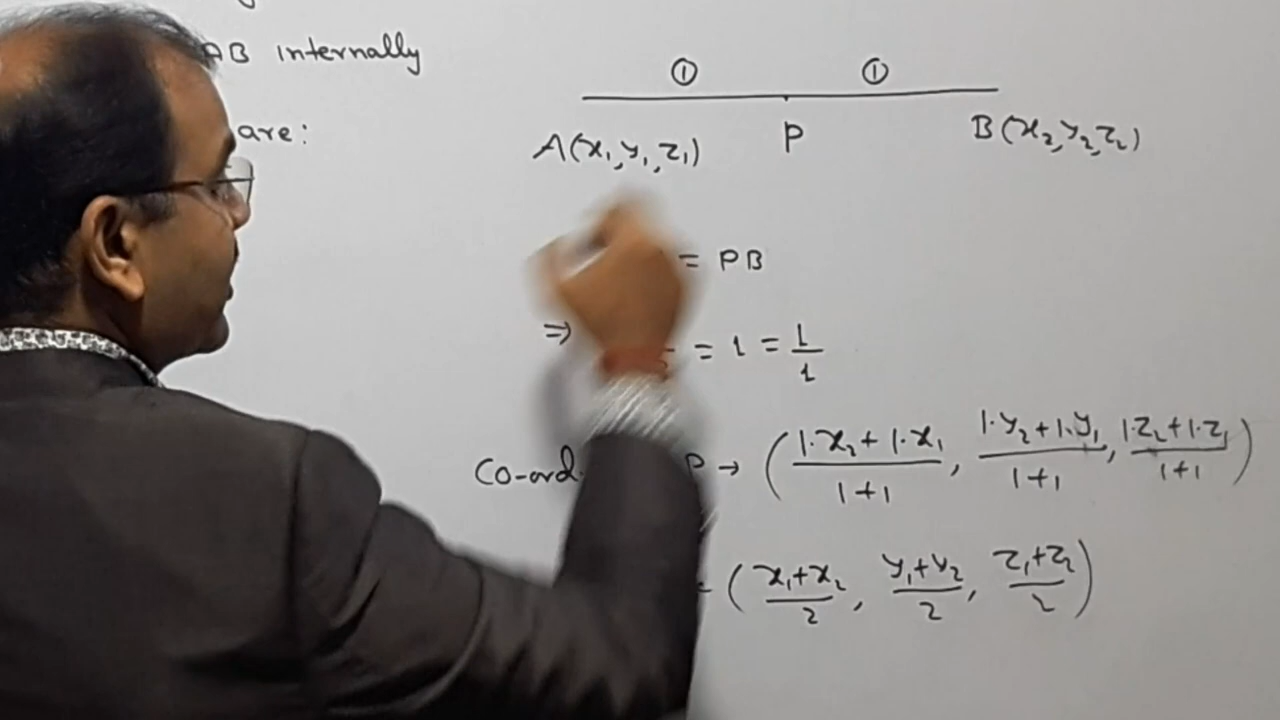 AB internally
are:
① ①
A(x₁, y₁, z₁) P B(x₂, y₂, z₂)
= PB
⇒ = 1 = 1/1
Co-ord. P → ((1·x₂ + 1·x₁)/(1+1), (1·y₂ + 1·y₁)/(1+1), (1·z₂ + 1·z₁)/(1+1))
= ((x₁+x₂)/2, (y₁+y₂)/2, (z₁+z₂)/2)